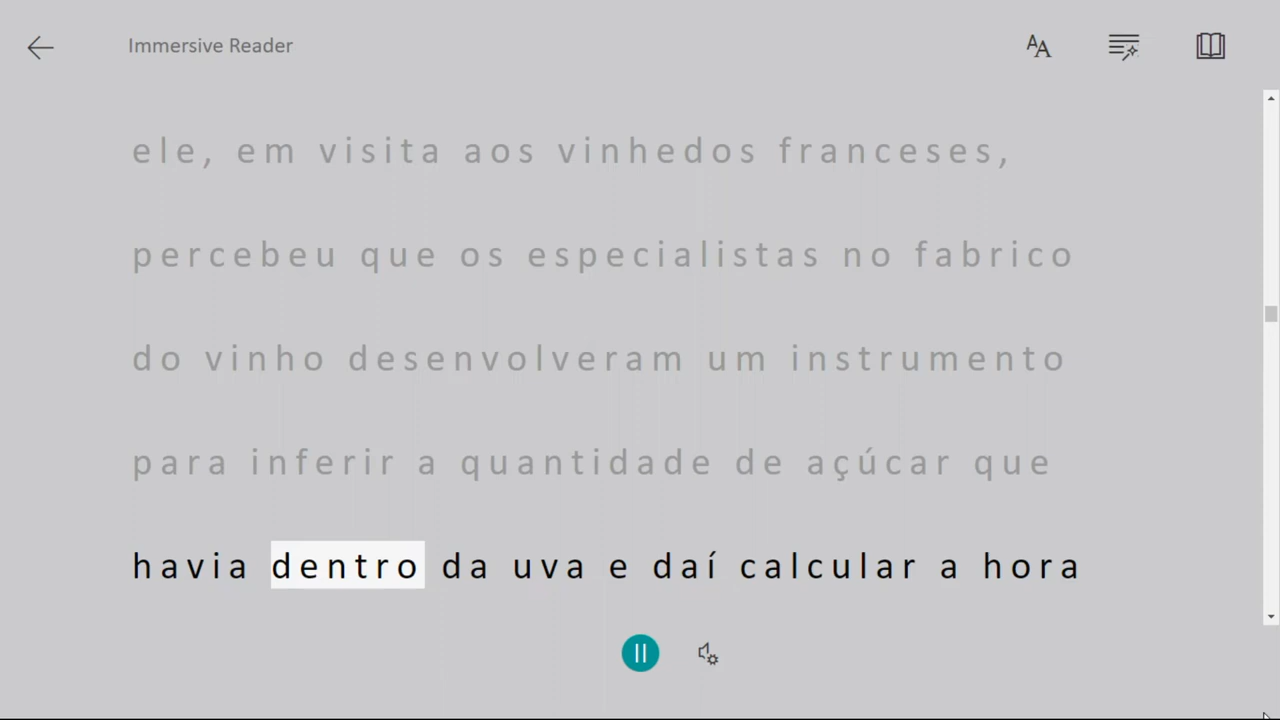 Immersive Reader
ele, em visita aos vinhedos franceses,
percebeu que os especialistas no fabrico
do vinho desenvolveram um instrumento
para inferir a quantidade de açúcar que
havia dentro da uva e daí calcular a hora